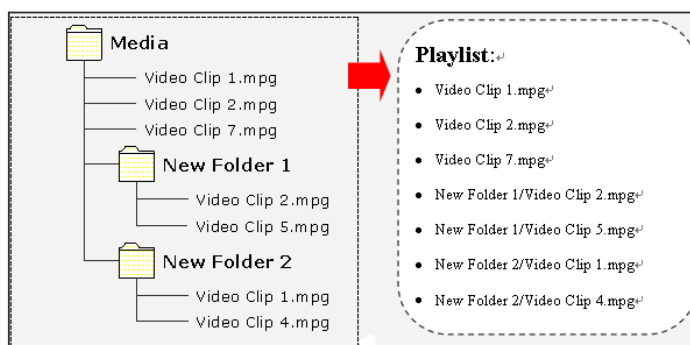 Media
Video Clip 1.mpg
Video Clip 2.mpg
Video Clip 7.mpg
New Folder 1
Video Clip 2.mpg
Video Clip 5.mpg
New Folder 2
Video Clip 1.mpg
Video Clip 4.mpg
Playlist:↵
• Video Clip 1.mpg↵
• Video Clip 2.mpg↵
• Video Clip 7.mpg↵
• New Folder 1/Video Clip 2.mpg↵
• New Folder 1/Video Clip 5.mpg↵
• New Folder 2/Video Clip 1.mpg↵
• New Folder 2/Video Clip 4.mpg↵